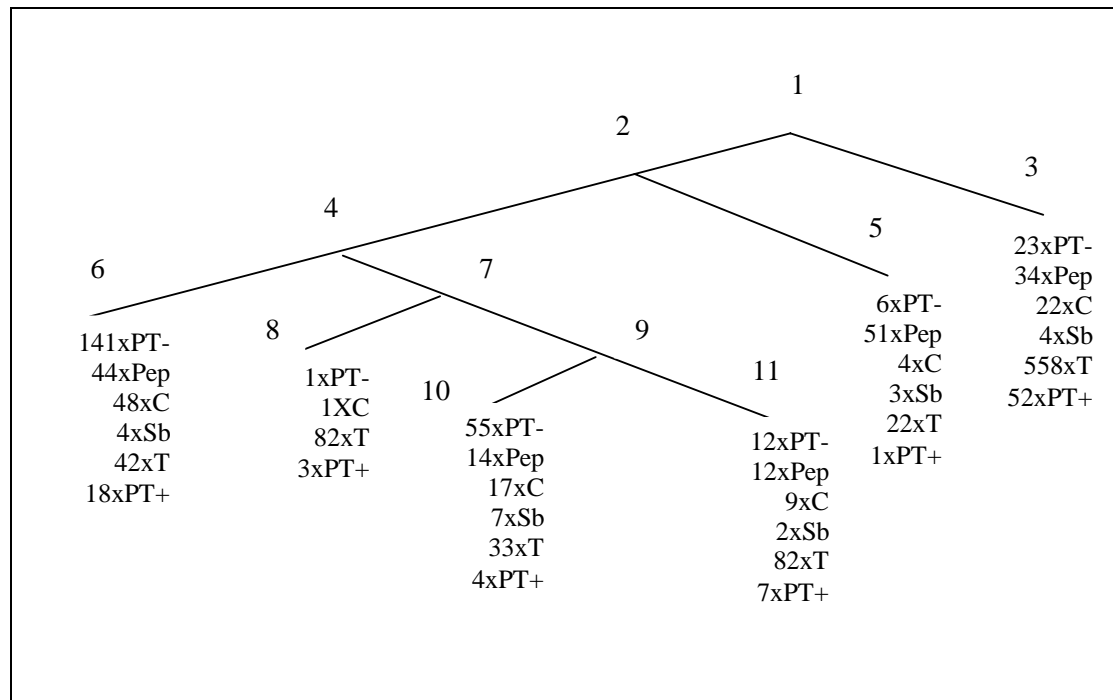 1
2
3
4
5
6
7
8
9
10
11
23xPT-
34xPep
22xC
4xSb
558xT
52xPT+
6xPT-
51xPep
4xC
3xSb
22xT
1xPT+
141xPT-
44xPep
48xC
4xSb
42xT
18xPT+
1xPT-
1XC
82xT
3xPT+
55xPT-
14xPep
17xC
7xSb
33xT
4xPT+
12xPT-
12xPep
9xC
2xSb
82xT
7xPT+